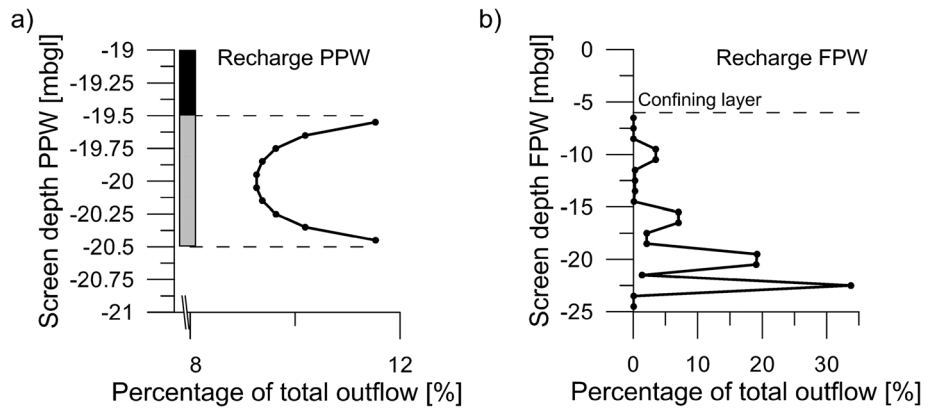 a)
Screen depth PPW [mbgl]
Recharge PPW
-19
-19.25
-19.5
-19.75
-20
-20.25
-20.5
-20.75
-21
8
12
Percentage of total outflow [%]
b)
Screen depth FPW [mbgl]
Recharge FPW
Confining layer
0
-5
-10
-15
-20
-25
0
10
20
30
Percentage of total outflow [%]